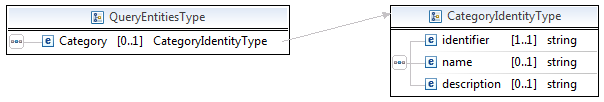 QueryEntitiesType
e Category [0..1] CategoryIdentityType
CategoryIdentityType
e identifier [1..1] string
e name [0..1] string
e description [0..1] string